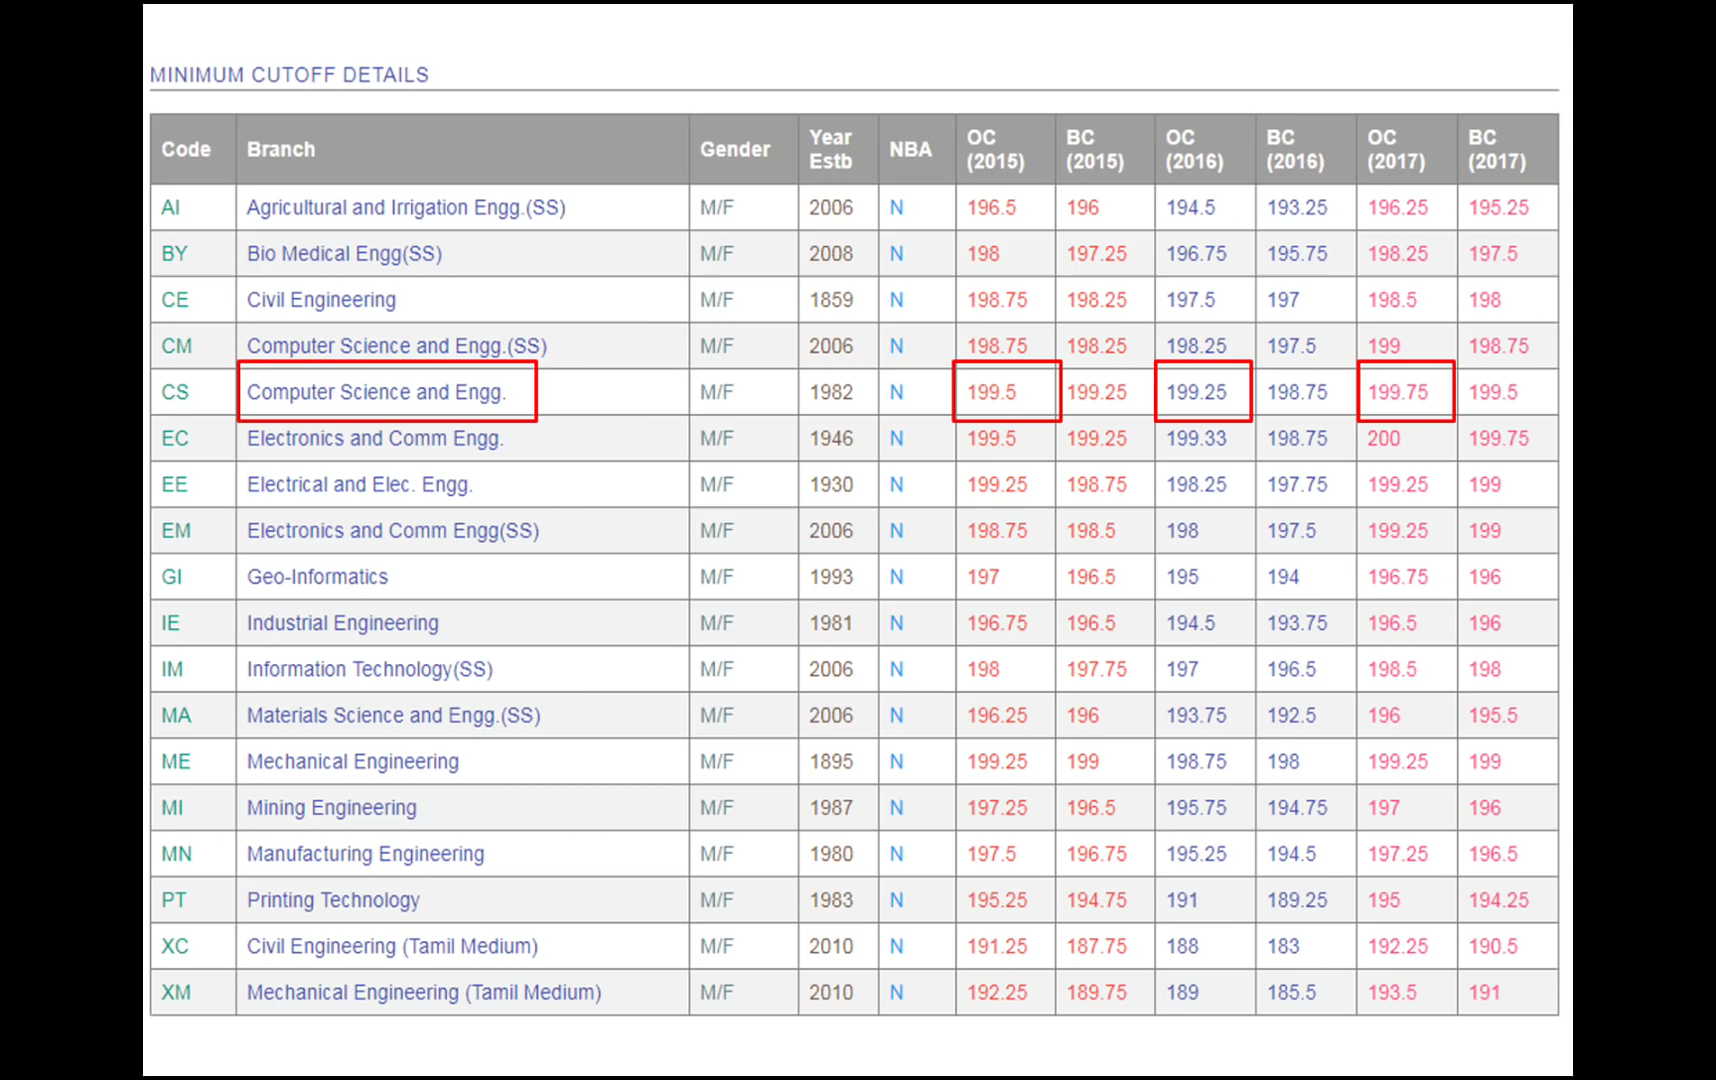 MINIMUM CUTOFF DETAILS
Code Branch Gender Year Estb NBA OC (2015) BC (2015) OC (2016) BC (2016) OC (2017) BC (2017)
AI Agricultural and Irrigation Engg.(SS) M/F 2006 N 196.5 196 194.5 193.25 196.25 195.25
BY Bio Medical Engg(SS) M/F 2008 N 198 197.25 196.75 195.75 198.25 197.5
CE Civil Engineering M/F 1859 N 198.75 198.25 197.5 197 198.5 198
CM Computer Science and Engg.(SS) M/F 2006 N 198.75 198.25 198.25 197.5 199 198.75
CS Computer Science and Engg. M/F 1982 N 199.5 199.25 199.25 198.75 199.75 199.5
EC Electronics and Comm Engg. M/F 1946 N 199.5 199.25 199.33 198.75 200 199.75
EE Electrical and Elec. Engg. M/F 1930 N 199.25 198.75 198.25 197.75 199.25 199
EM Electronics and Comm Engg(SS) M/F 2006 N 198.75 198.5 198 197.5 199.25 199
GI Geo-Informatics M/F 1993 N 197 196.5 195 194 196.75 196
IE Industrial Engineering M/F 1981 N 196.75 196.5 194.5 193.75 196.5 196
IM Information Technology(SS) M/F 2006 N 198 197.75 197 196.5 198.5 198
MA Materials Science and Engg.(SS) M/F 2006 N 196.25 196 193.75 192.5 196 195.5
ME Mechanical Engineering M/F 1895 N 199.25 199 198.75 198 199.25 199
MI Mining Engineering M/F 1987 N 197.25 196.5 195.75 194.75 197 196
MN Manufacturing Engineering M/F 1980 N 197.5 196.75 195.25 194.5 197.25 196.5
PT Printing Technology M/F 1983 N 195.25 194.75 191 189.25 195 194.25
XC Civil Engineering (Tamil Medium) M/F 2010 N 191.25 187.75 188 183 192.25 190.5
XM Mechanical Engineering (Tamil Medium) M/F 2010 N 192.25 189.75 189 185.5 193.5 191